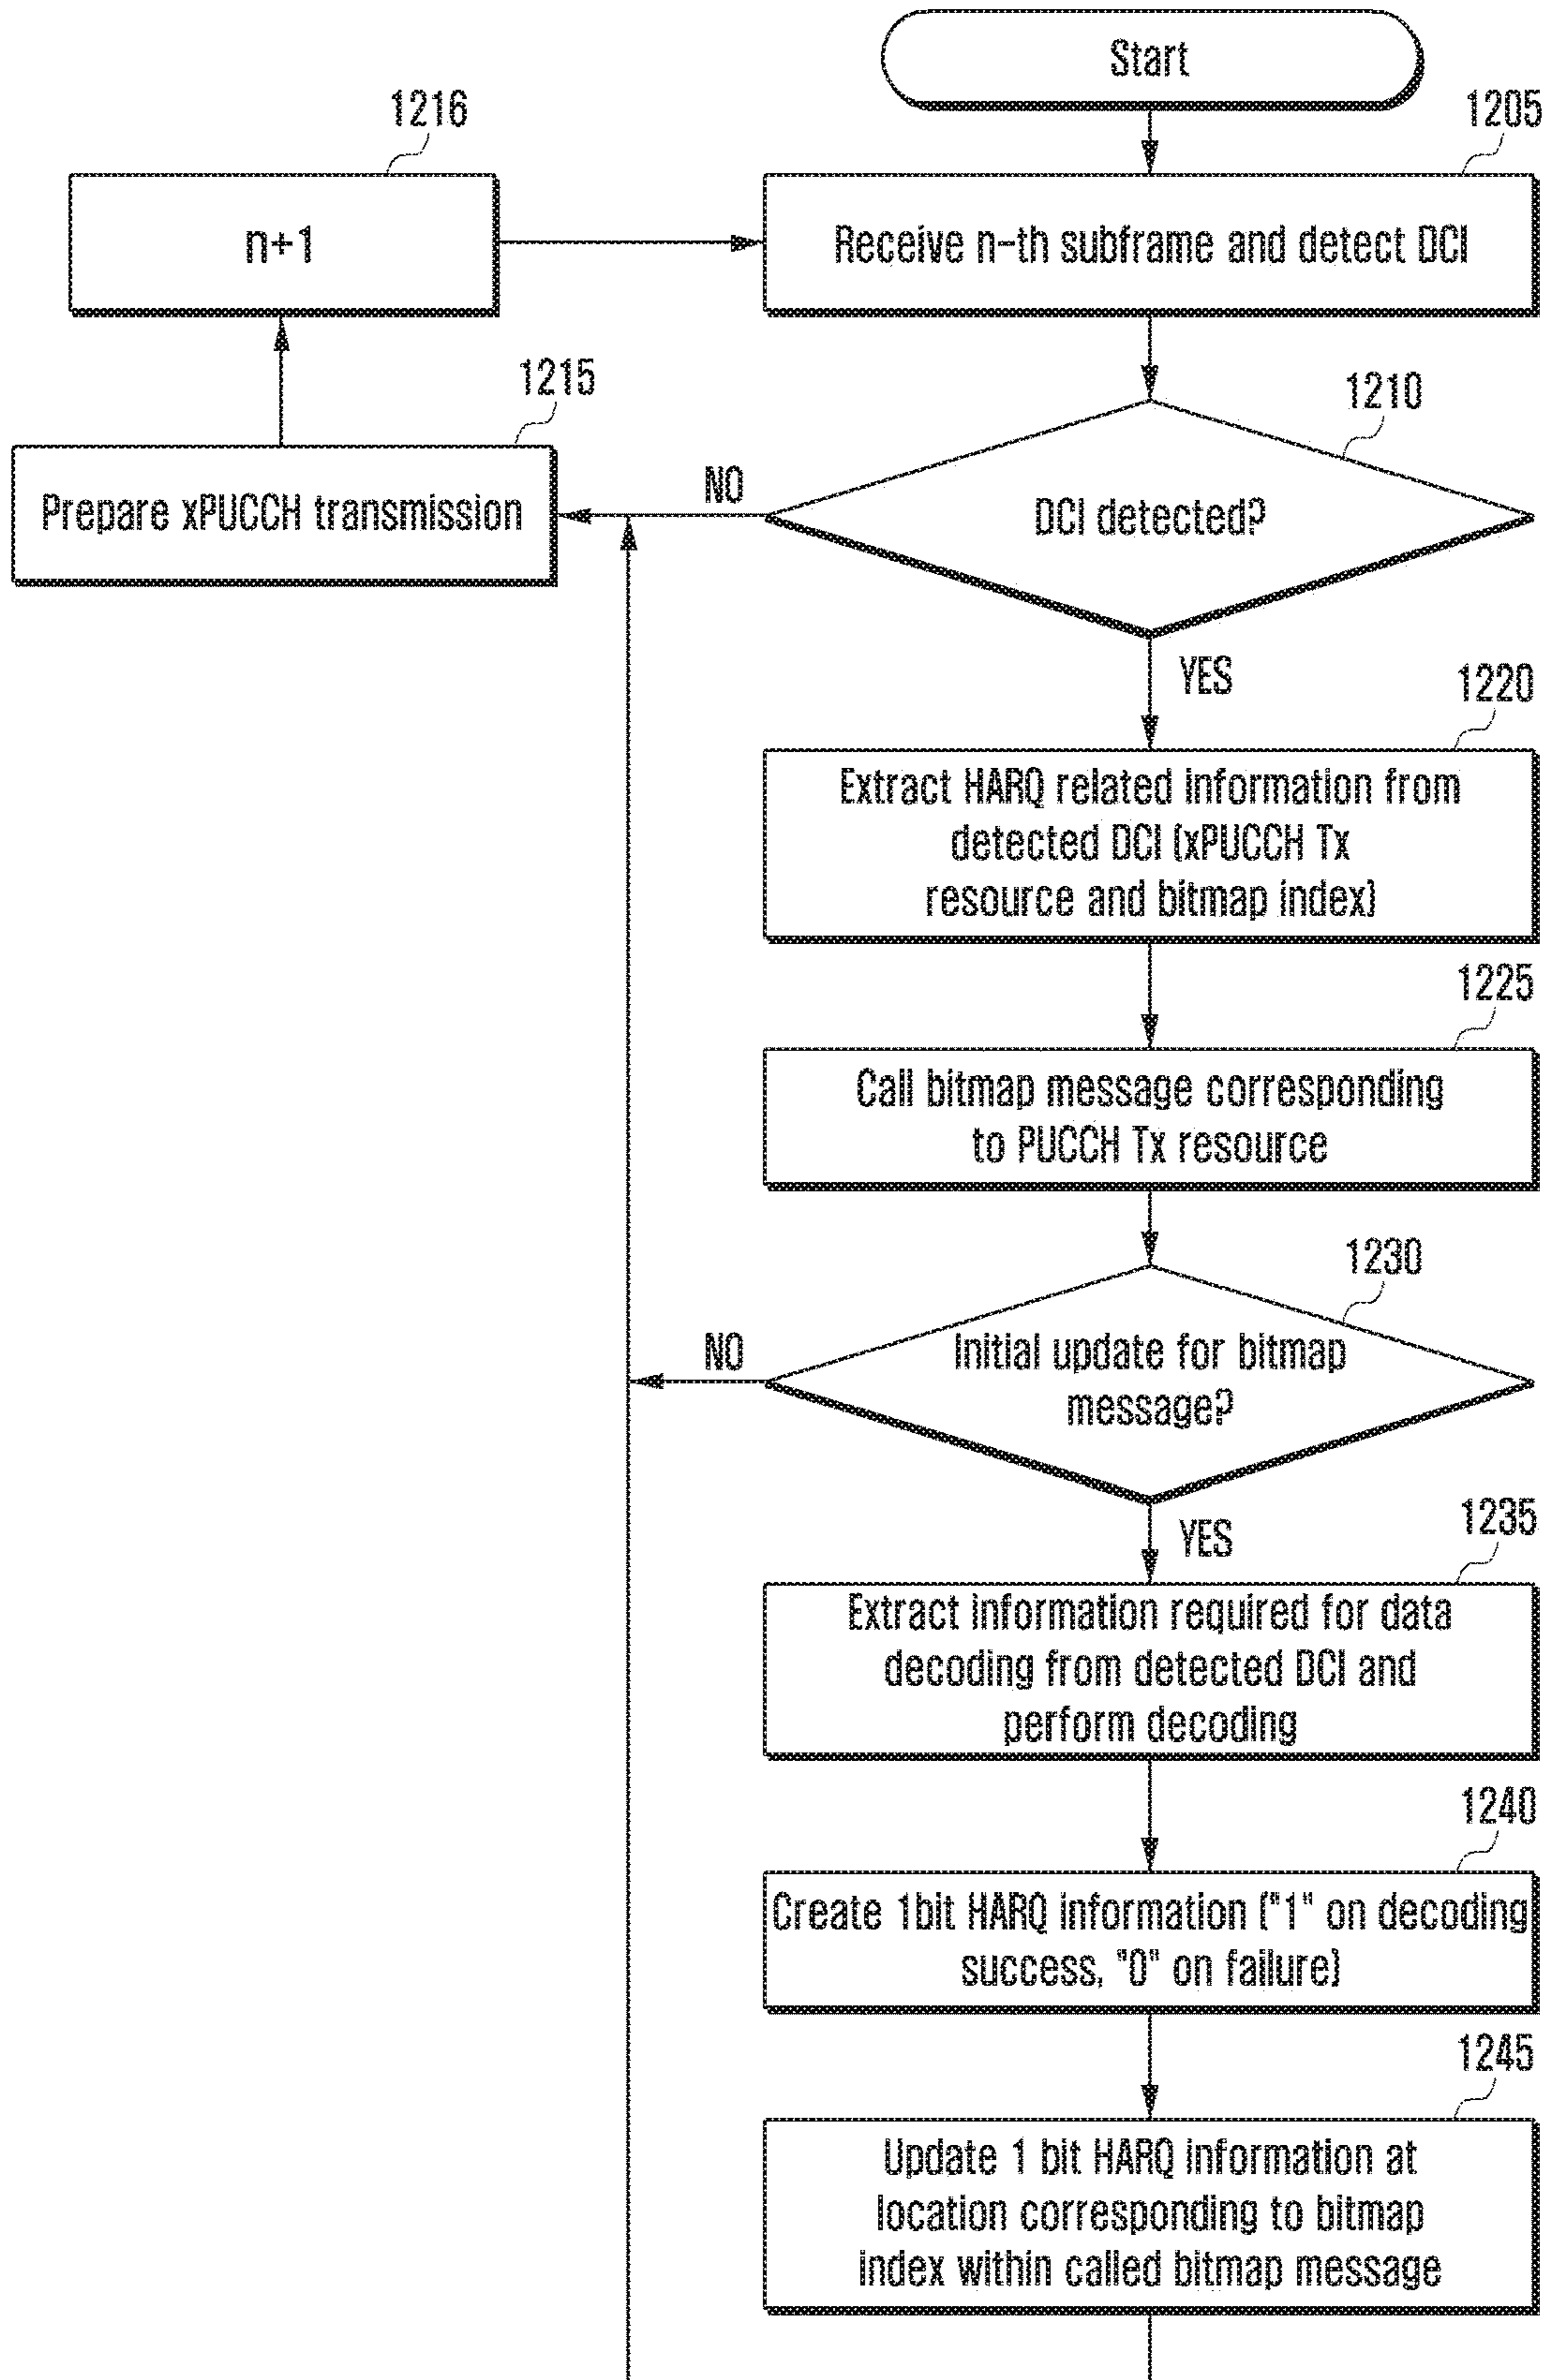 Start
1216
1205
n+1
Receive n-th subframe and detect DCI
1215
1210
Prepare xPUCCH transmission
NO
DCI detected?
YES
1220
Extract HARQ related information from
detected DCI (xPUCCH Tx
resource and bitmap index)
1225
Call bitmap message corresponding
to PUCCH Tx resource
1230
NO
Initial update for bitmap
message?
YES
1235
Extract information required for data
decoding from detected DCI and
perform decoding
1240
Create 1bit HARQ information ("1" on decoding
success, "0" on failure)
1245
Update 1 bit HARQ information at
location corresponding to bitmap
index within called bitmap message